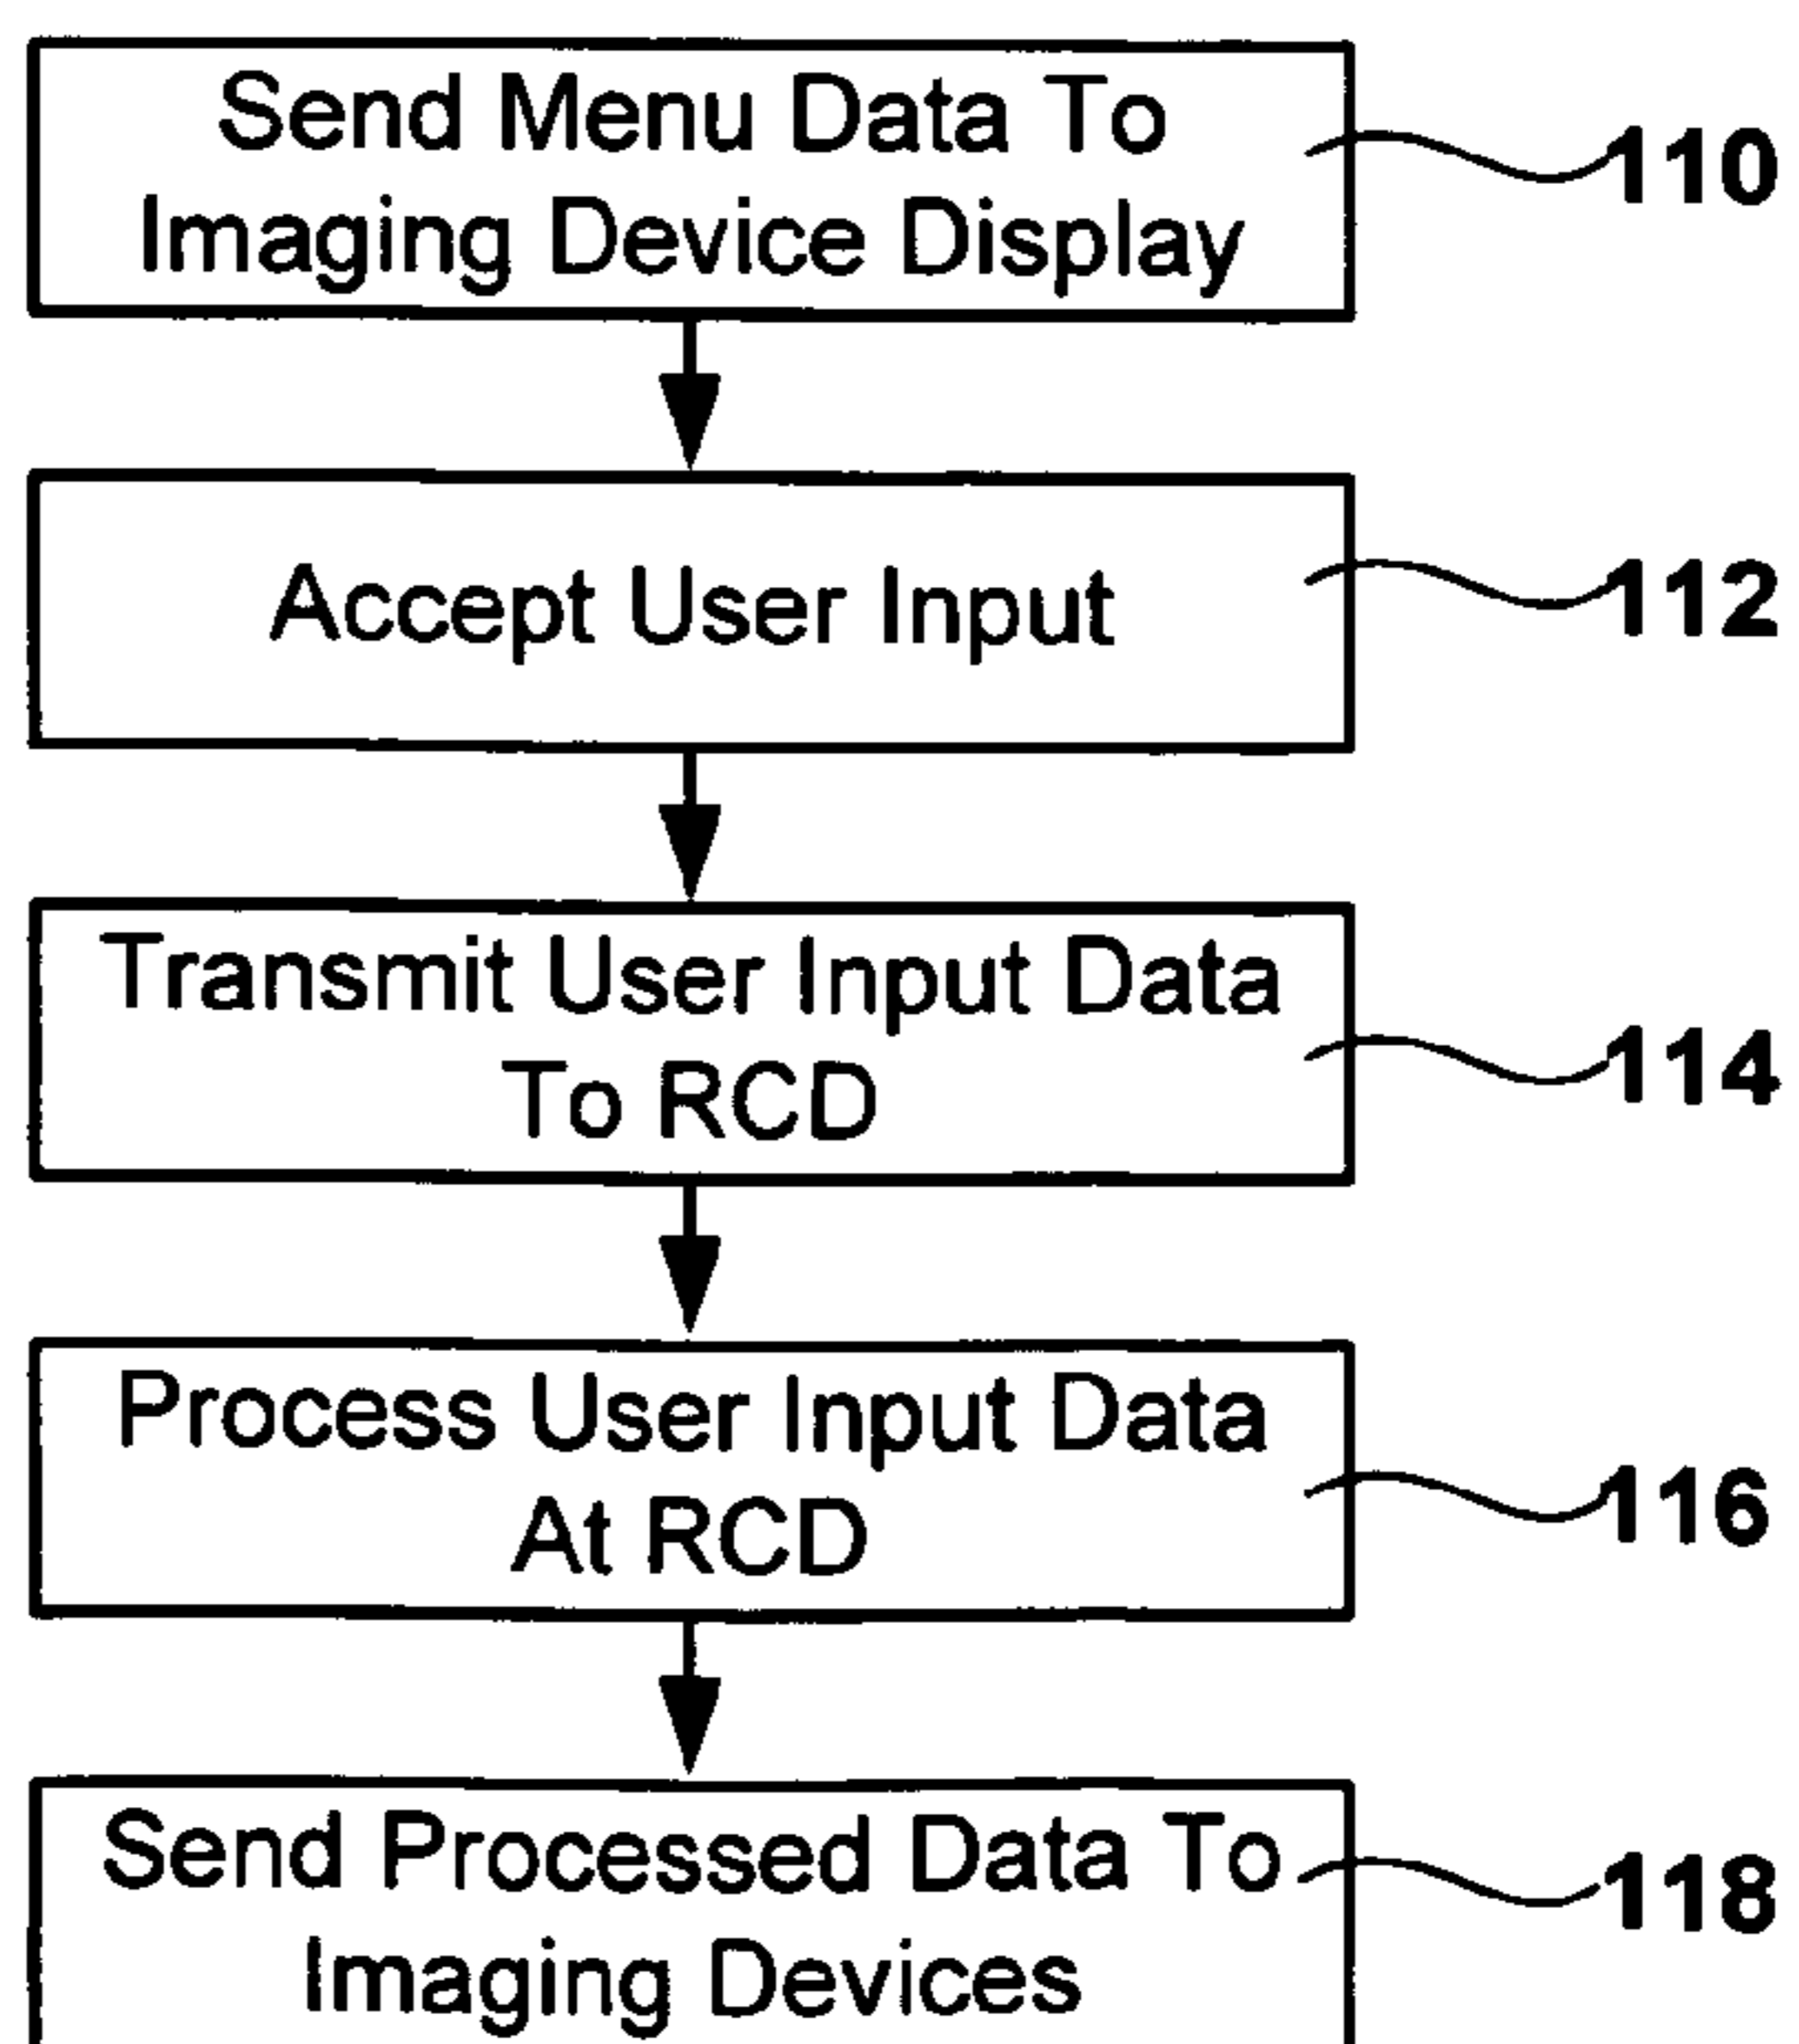 Send Menu Data To
Imaging Device Display
110
Accept User Input
112
Transmit User Input Data
To RCD
114
Process User Input Data
At RCD
116
Send Processed Data To
Imaging Devices
118